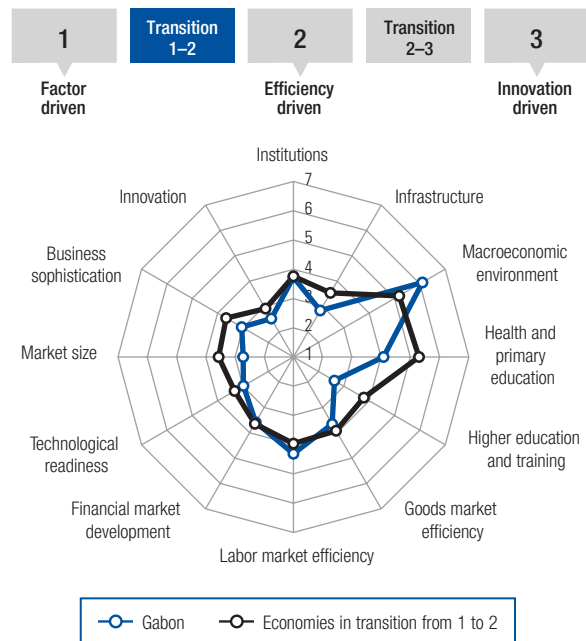 1
Transition
1–2
2
Transition
2–3
3
Factor
driven
Efficiency
driven
Innovation
driven
Institutions
Infrastructure
Macroeconomic
environment
Health and
primary
education
Higher education
and training
Goods market
efficiency
Labor market efficiency
Financial market
development
Technological
readiness
Market size
Business
sophistication
Innovation
7
6
5
4
3
2
1
Gabon
Economies in transition from 1 to 2